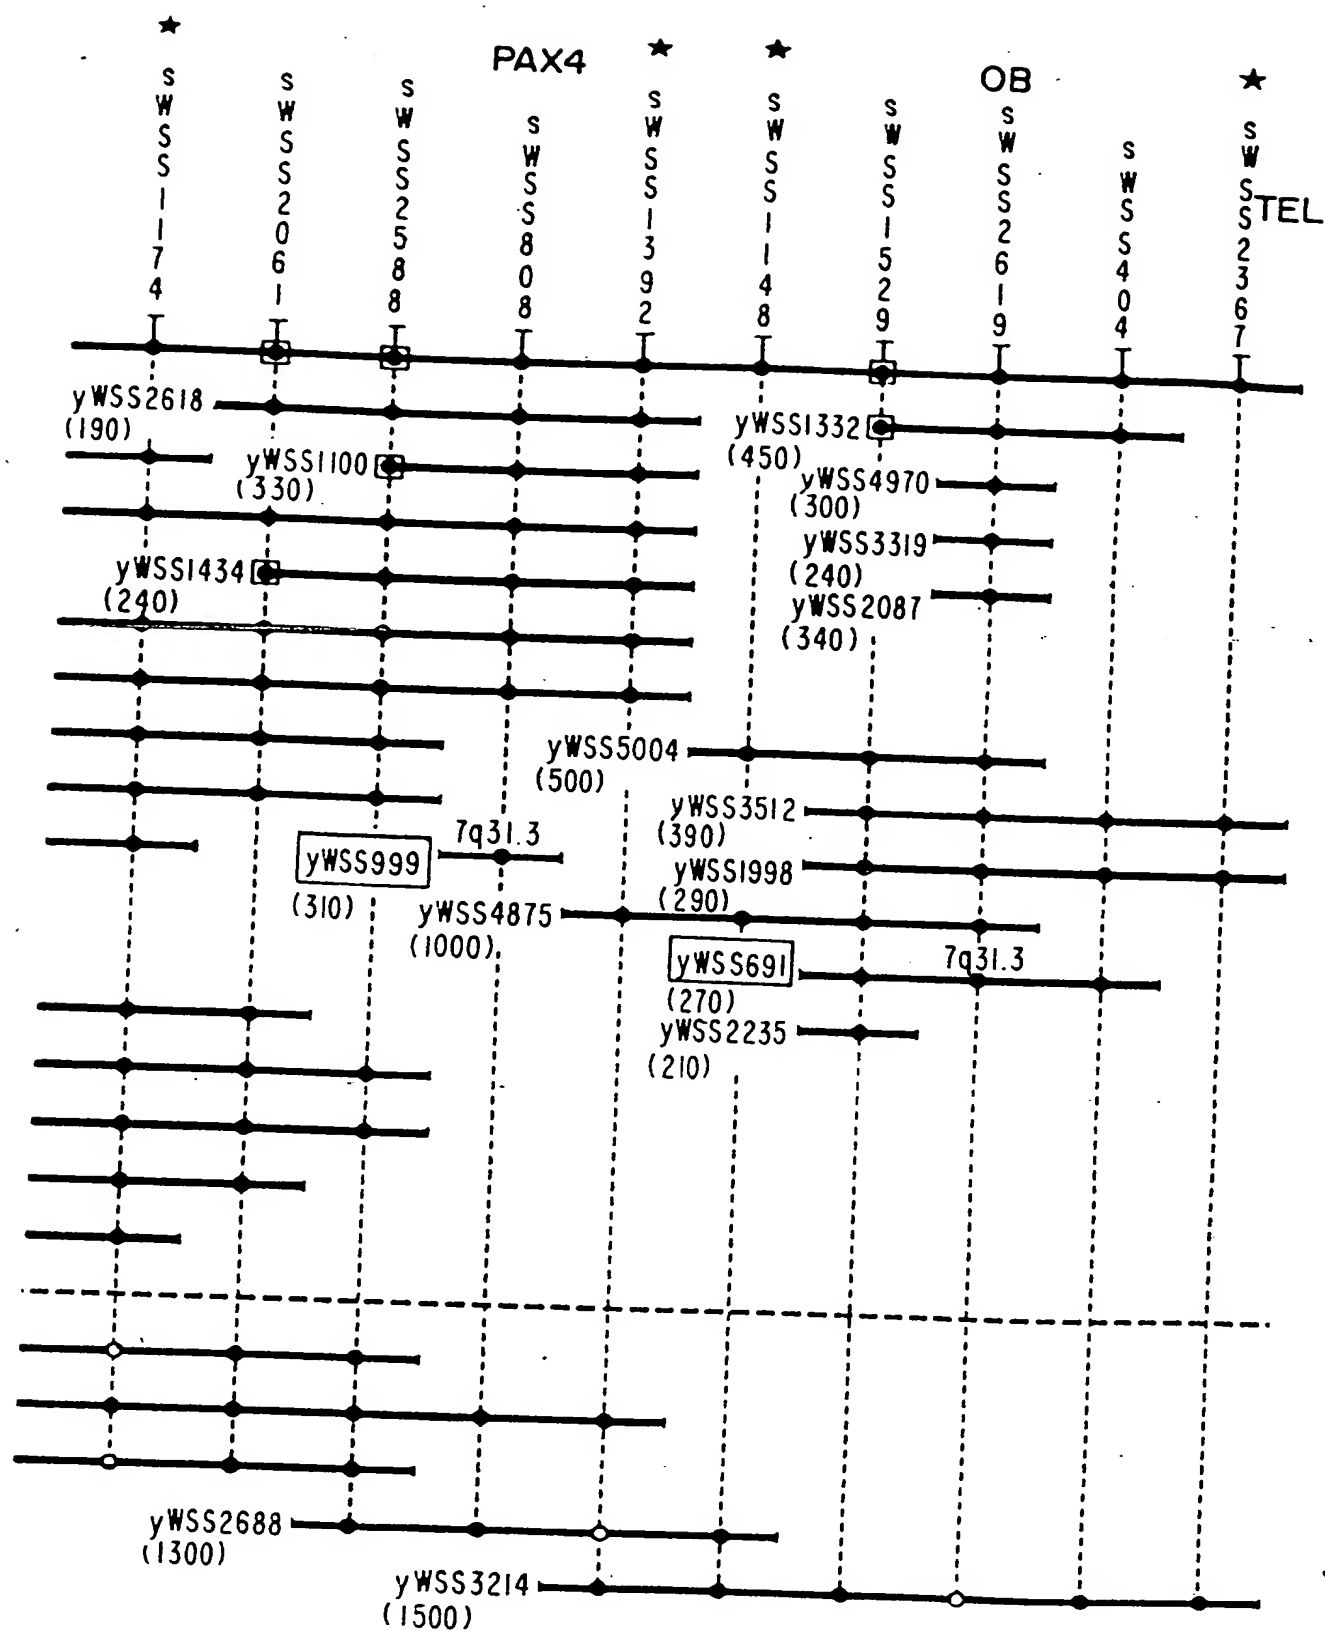 ★
PAX4
★
★
OB
★
sWSS1174
sWSS2061
sWSS2588
sWSS808
sWSS1392
sWSS1148
sWSS1529
sWSS2619
sWSS404
sWSS2367
TEL
yWSS2618
(190)
yWSS1332
(450)
yWSS1100
(330)
yWSS4970
(300)
yWSS3319
(240)
yWSS1434
(240)
yWSS2087
(340)
yWSS5004
(500)
yWSS3512
(390)
7q31.3
yWSS999
(310)
yWSS1998
(290)
yWSS4875
(1000)
7q31.3
yWSS691
(270)
yWSS2235
(210)
yWSS2688
(1300)
yWSS3214
(1500)